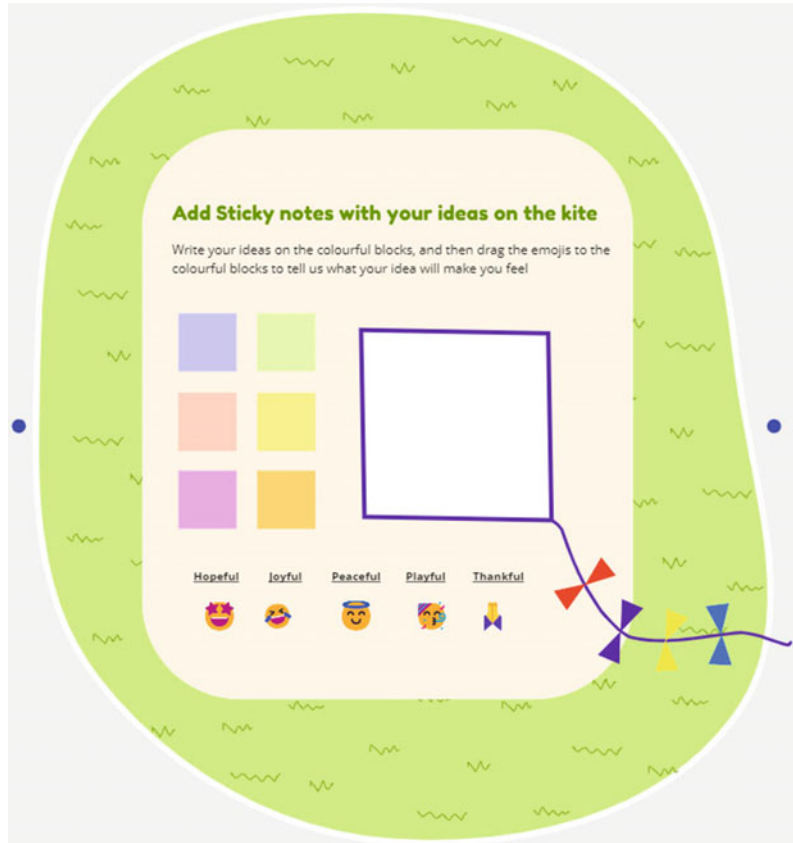 Add Sticky notes with your ideas on the kite
Write your ideas on the colourful blocks, and then drag the emojis to the
colourful blocks to tell us what your idea will make you feel
Hopeful Joyful Peaceful Playful Thankful